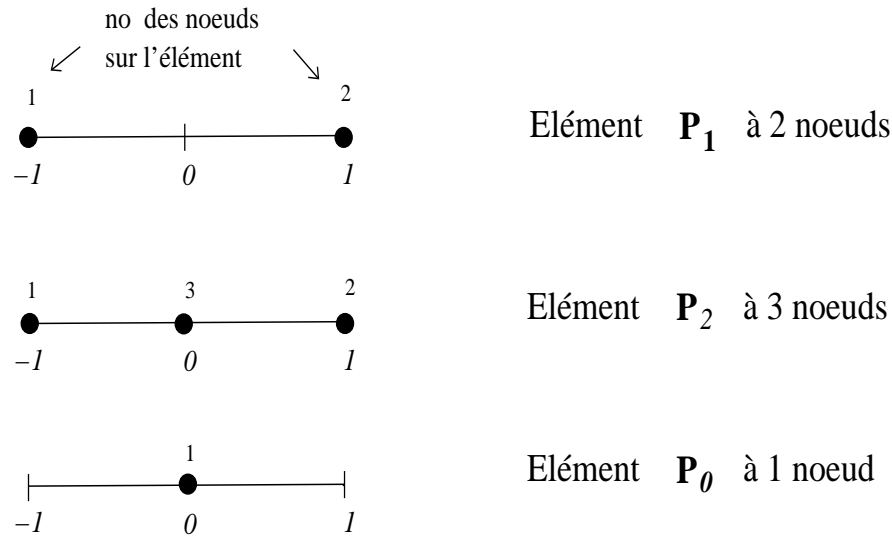 no des noeuds
sur l'élément
1 2
Elément P1 à 2 noeuds
–1 0 1
1 3 2
Elément P2 à 3 noeuds
–1 0 1
1
Elément P0 à 1 noeud
–1 0 1